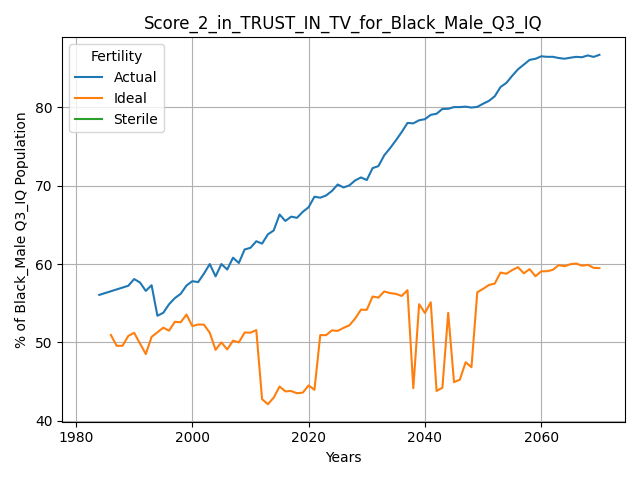 Score_2_in_TRUST_IN_TV_for_Black_Male_Q3_IQ
Fertility
Actual
Ideal
Sterile
% of Black_Male Q3_IQ Population
80
70
60
50
40
1980
2000
2020
2040
2060
Years